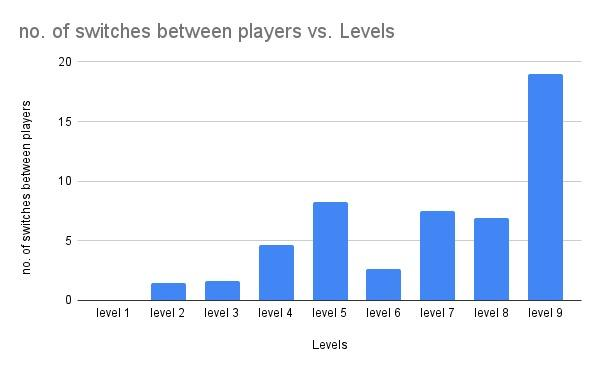 no. of switches between players vs. Levels
no. of switches between players
20
15
10
5
0
level 1 level 2 level 3 level 4 level 5 level 6 level 7 level 8 level 9
Levels